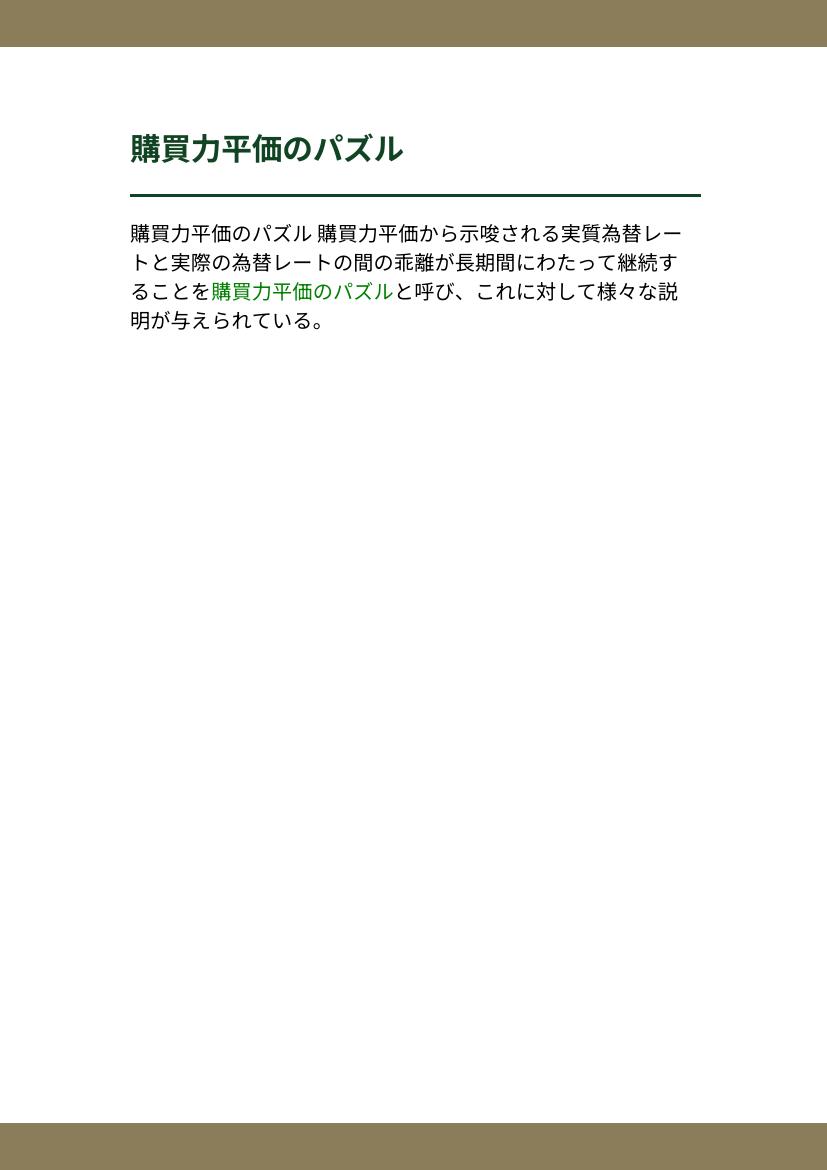 購買力平価のパズル
購買力平価のパズル 購買力平価から示唆される実質為替レー
トと実際の為替レートの間の乖離が長期間にわたって継続す
ることを購買力平価のパズルと呼び、これに対して様々な説
明が与えられている。